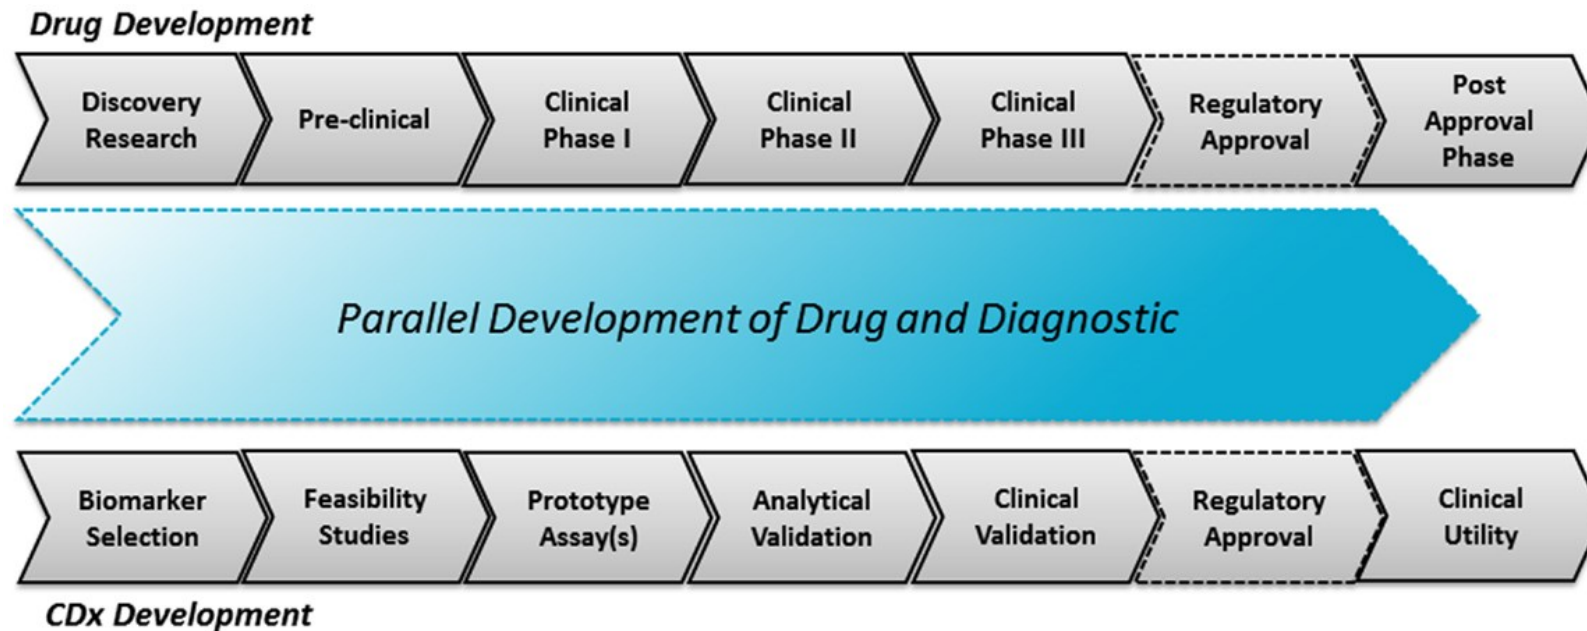 Drug Development
Discovery
Research
Pre-clinical
Clinical
Phase I
Clinical
Phase II
Clinical
Phase III
Regulatory
Approval
Post
Approval
Phase
Parallel Development of Drug and Diagnostic
Biomarker
Selection
Feasibility
Studies
Prototype
Assay(s)
Analytical
Validation
Clinical
Validation
Regulatory
Approval
Clinical
Utility
CDx Development